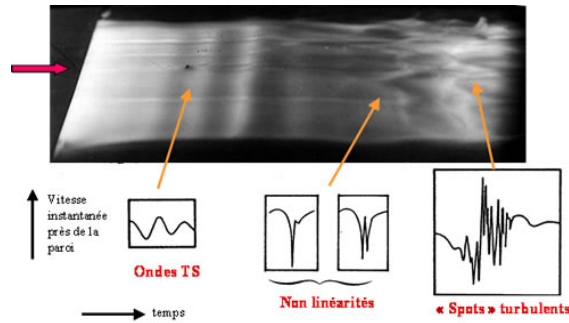 Vitesse
instantanée
près de la
paroi
Ondes TS
Non linéarités
« Spots » turbulents
temps